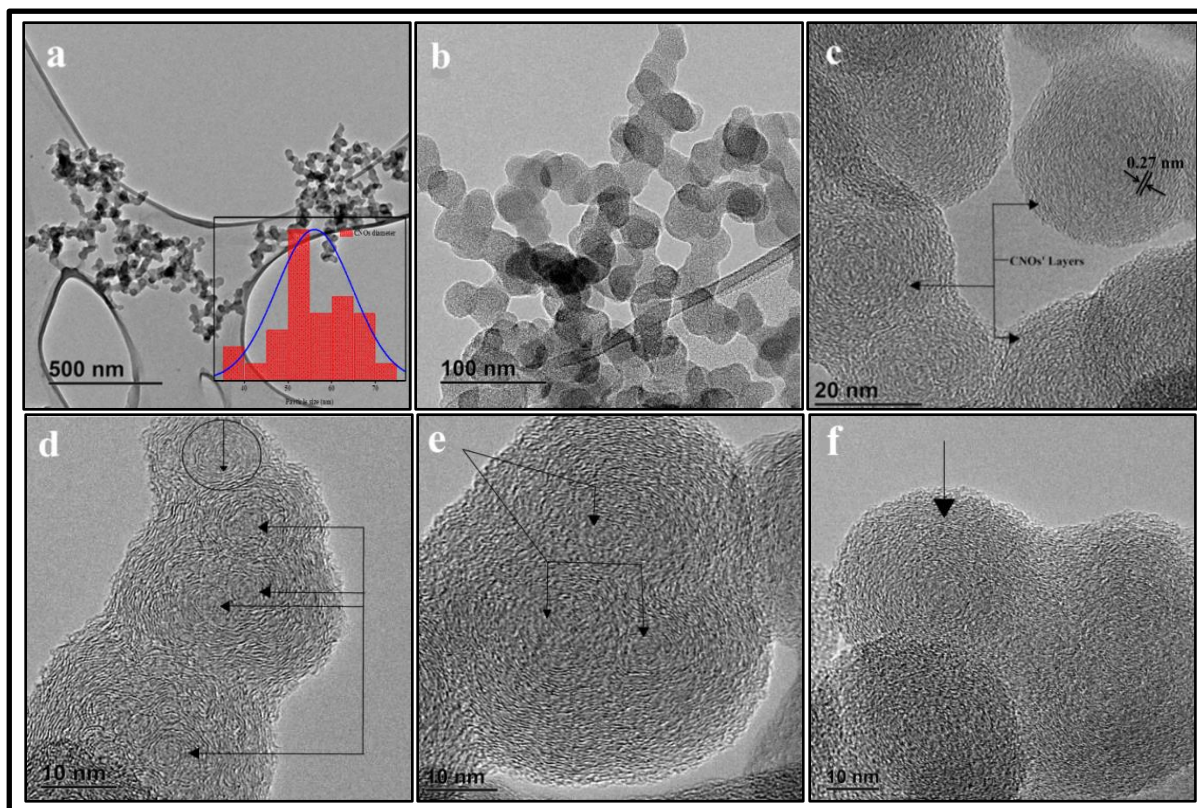 a
CNOs diameter
40 50 60 70
Particle size (nm)
500 nm
b
100 nm
c
0.27 nm
CNOs' Layers
20 nm
d
10 nm
e
10 nm
f
10 nm